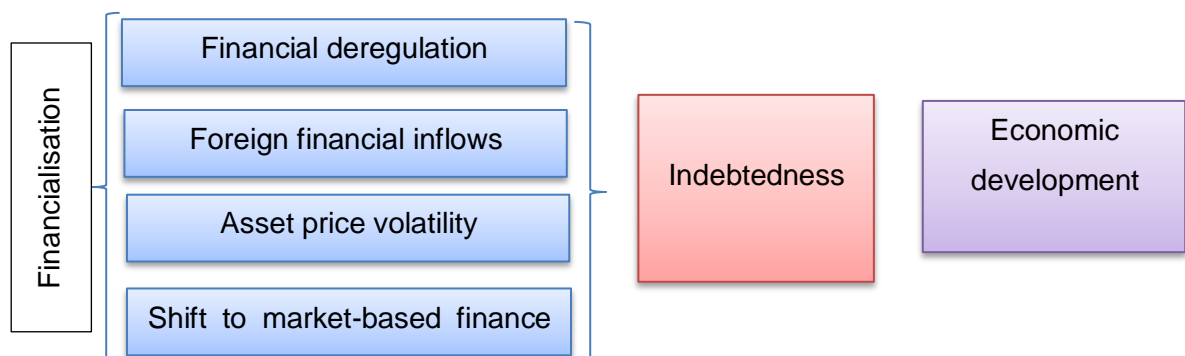 Financialisation
Financial deregulation
Foreign financial inflows
Asset price volatility
Shift to market-based finance
Indebtedness
Economic
development